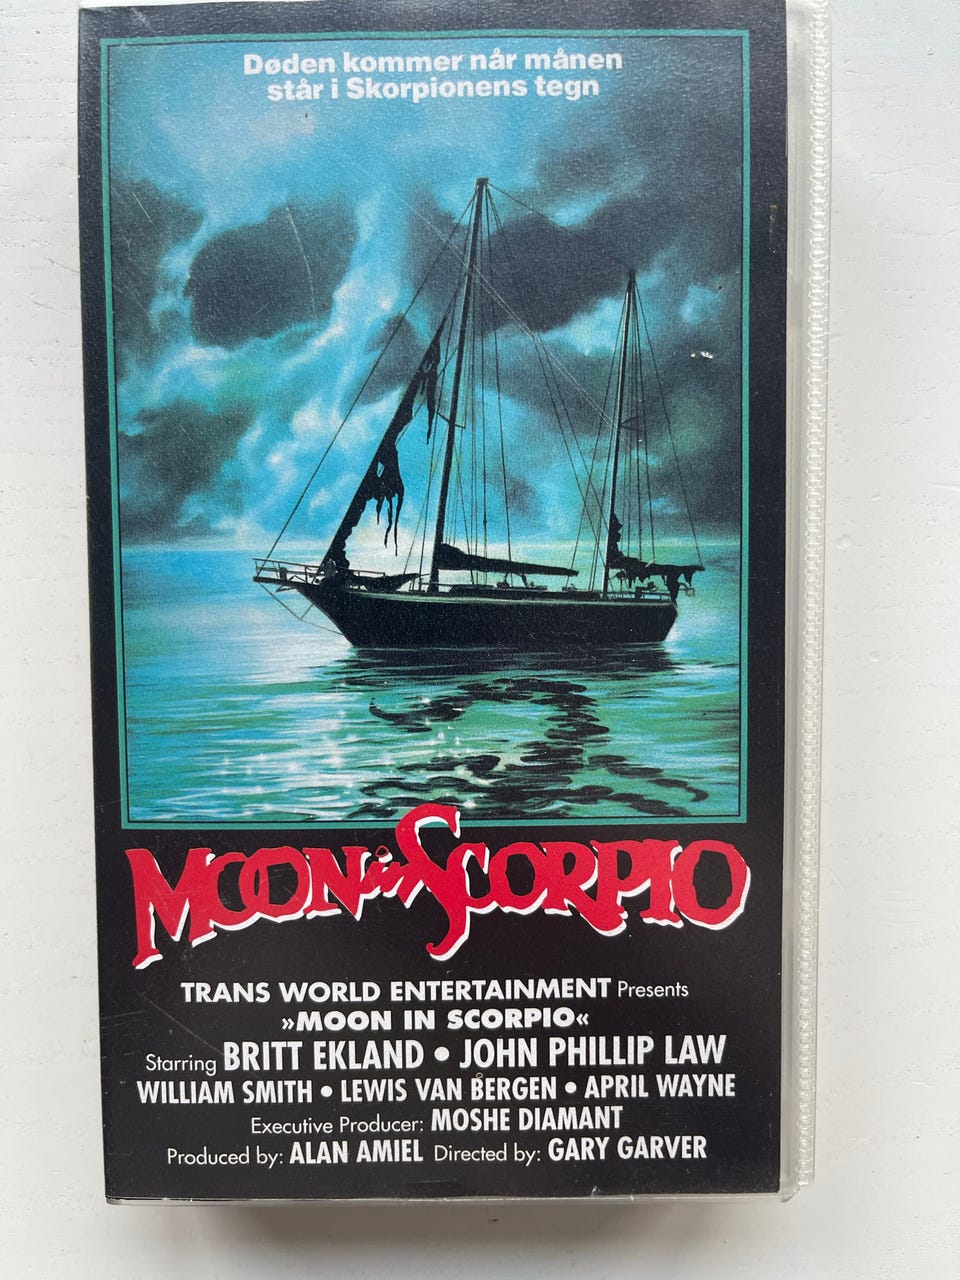 Døden kommer når månen
står i Skorpionens tegn
MOON in SCORPIO
TRANS WORLD ENTERTAINMENT Presents
»MOON IN SCORPIO«
Starring BRITT EKLAND • JOHN PHILLIP LAW
WILLIAM SMITH • LEWIS VAN BERGEN • APRIL WAYNE
Executive Producer: MOSHE DIAMANT
Produced by: ALAN AMIEL Directed by: GARY GARVER